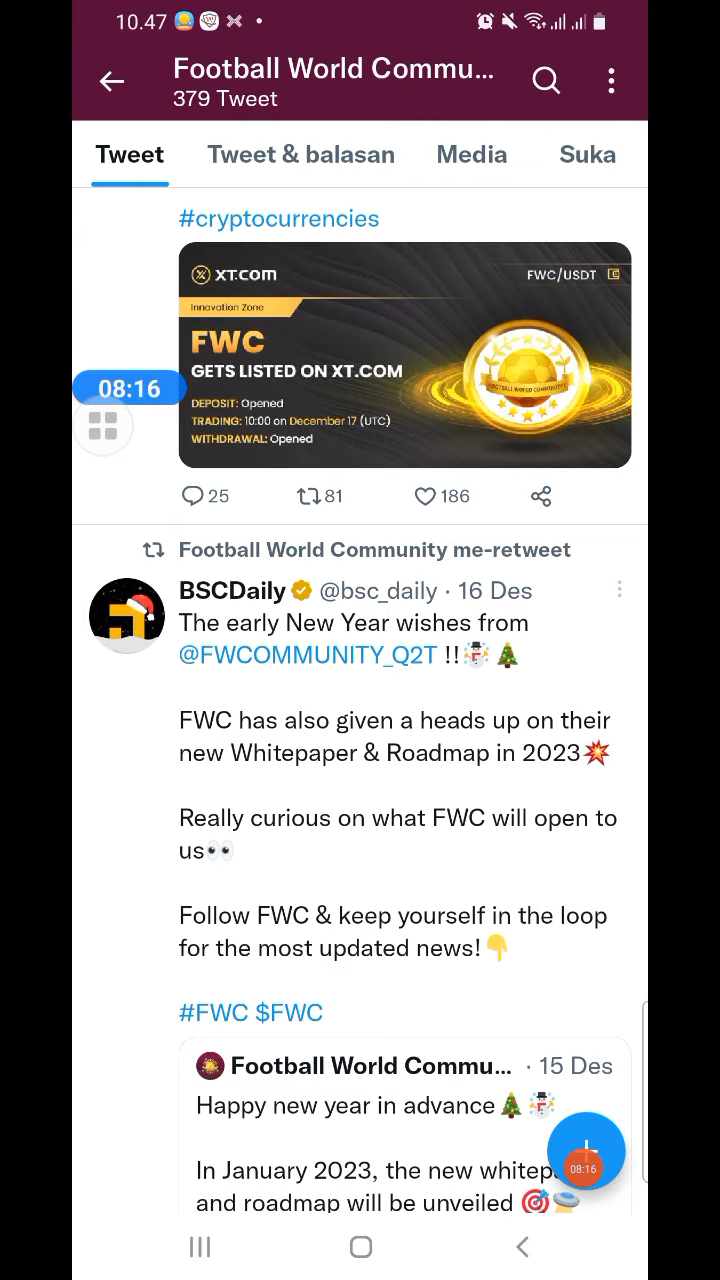 10.47
Football World Commu...
379 Tweet
Tweet
Tweet & balasan
Media
Suka
#cryptocurrencies
XT.COM
FWC/USDT
Innovation Zone
FWC
GETS LISTED ON XT.COM
DEPOSIT: Opened
TRADING: 10:00 on December 17 (UTC)
WITHDRAWAL: Opened
FOOTBALL WORLD COMMUNITY
08:16
25
81
186
Football World Community me-retweet
BSCDaily @bsc_daily · 16 Des
The early New Year wishes from
@FWCOMMUNITY_Q2T !!⛄🎄
FWC has also given a heads up on their
new Whitepaper & Roadmap in 2023💥
Really curious on what FWC will open to
us👀
Follow FWC & keep yourself in the loop
for the most updated news!👇
#FWC $FWC
Football World Commu... · 15 Des
Happy new year in advance🎄⛄
In January 2023, the new whitep
and roadmap will be unveiled 🎯🛸
08:16